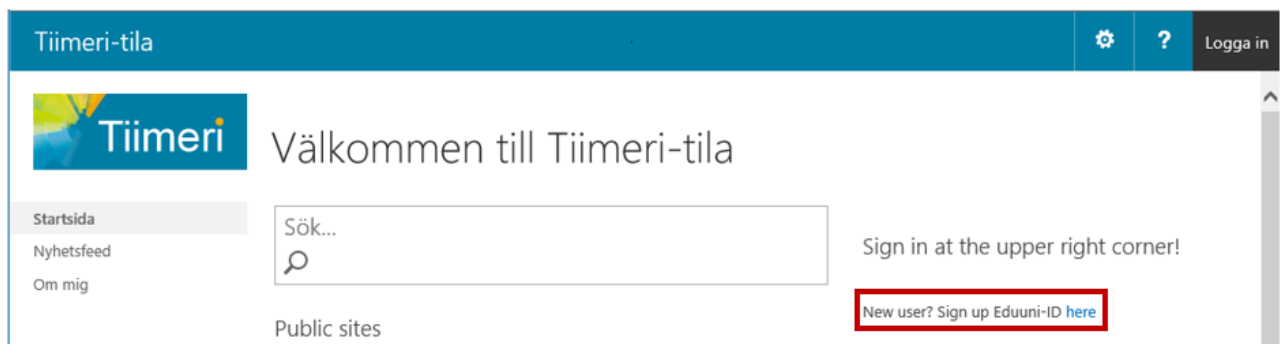 Tiimeri-tila
?
Logga in
Tiimeri
Välkommen till Tiimeri-tila
Startsida
Nyhetsfeed
Om mig
Sök...
Sign in at the upper right corner!
New user? Sign up Eduuni-ID here
Public sites